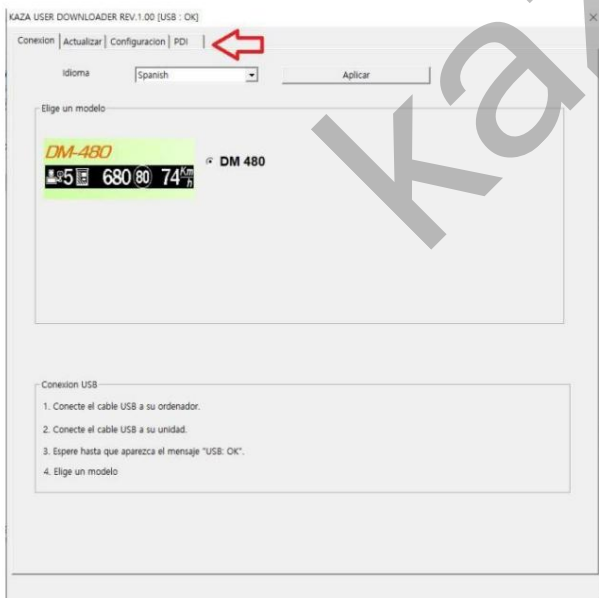 KAZA USER DOWNLOADER REV.1.00 [USB : OK]
Conexion Actualizar Configuracion PDI
Idioma Spanish Aplicar
Elige un modelo
DM-480
5 680 80 74 Km/h
DM 480
Conexion USB
1. Conecte el cable USB a su ordenador.
2. Conecte el cable USB a su unidad.
3. Espere hasta que aparezca el mensaje "USB: OK".
4. Elige un modelo